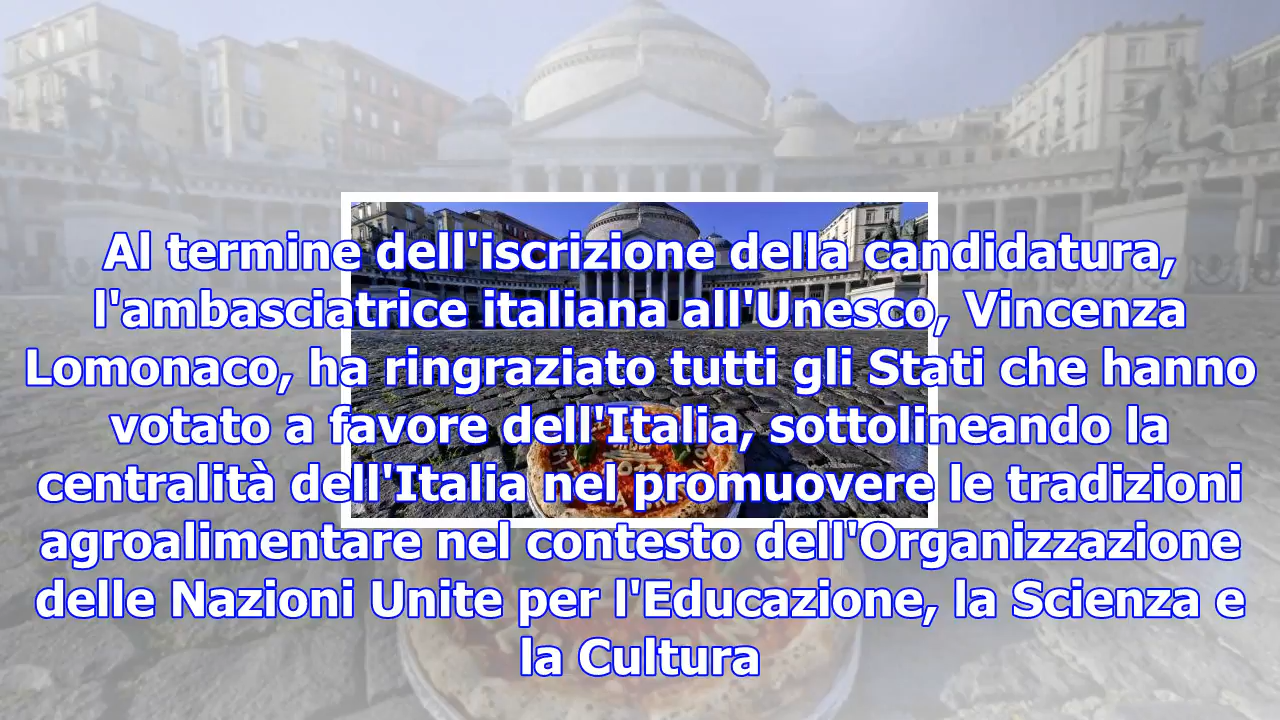 Al termine dell'iscrizione della candidatura,
l'ambasciatrice italiana all'Unesco, Vincenza
Lomonaco, ha ringraziato tutti gli Stati che hanno
votato a favore dell'Italia, sottolineando la
centralità dell'Italia nel promuovere le tradizioni
agroalimentare nel contesto dell'Organizzazione
delle Nazioni Unite per l'Educazione, la Scienza e
la Cultura
2017